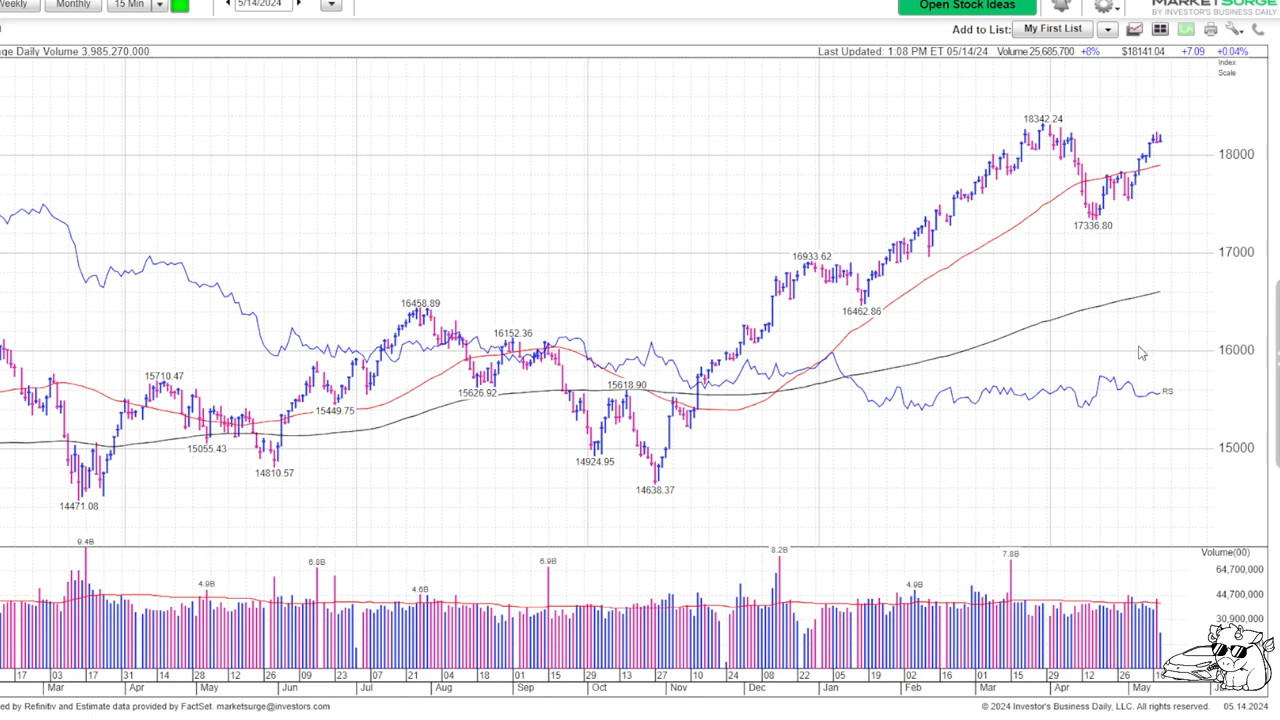 Weekly Monthly 15 Min 5/14/2024 Open Stock Ideas MARKETSURGE
BY INVESTOR'S BUSINESS DAILY
Add to List: My First List
ge Daily Volume 3,985,270,000 Last Updated: 1:08 PM ET 05/14/24 Volume 25,685,700 +8% $18141.04 +7.09 +0.04%
Index
Scale
18342.24
18000
17336.80
16933.62
17000
16458.89
16462.86
16152.36
16000
15710.47
15626.92
15618.90
RS
15449.75
15055.43
15000
14924.95
14810.57
14638.37
14471.08
9.4B
8.2B
7.8B
Volume(00)
6.8B
6.9B
64,700,000
4.9B
4.6B
4.9B
44,700,000
30,900,000
17 03 17 31 14 28 12 26 09 23 07 21 04 18 01 15 29 13 27 10 24 08 22 05 19 02 16 01 15 29 12 26
Mar Apr May Jun Jul Aug Sep Oct Nov Dec Jan Feb Mar Apr May
ed by Refinitiv and Estimate data provided by FactSet. marketsurge@investors.com © 2024 Investor's Business Daily, LLC. All rights reserved. 05.14.2024